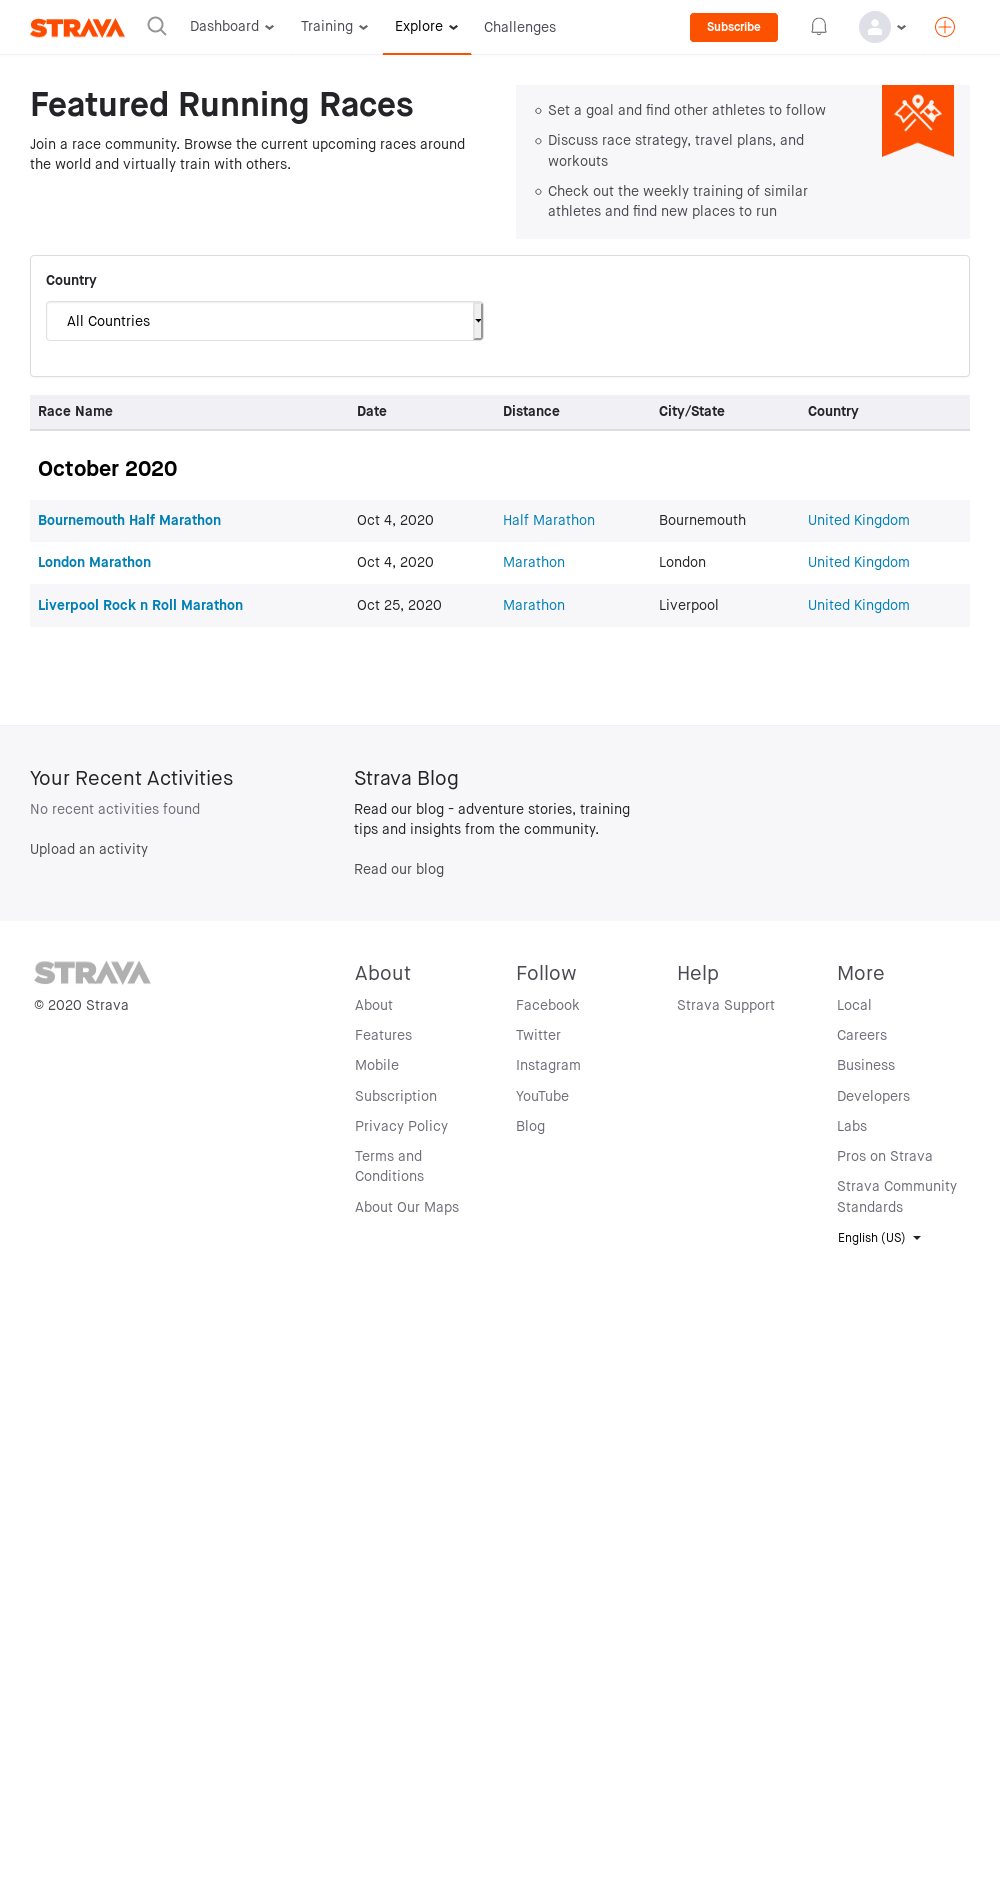 STRAVA Dashboard Training Explore Challenges Subscribe
Featured Running Races
Join a race community. Browse the current upcoming races around
the world and virtually train with others.
Set a goal and find other athletes to follow
Discuss race strategy, travel plans, and
workouts
Check out the weekly training of similar
athletes and find new places to run
Country
All Countries
Race Name Date Distance City/State Country
October 2020
Bournemouth Half Marathon Oct 4, 2020 Half Marathon Bournemouth United Kingdom
London Marathon Oct 4, 2020 Marathon London United Kingdom
Liverpool Rock n Roll Marathon Oct 25, 2020 Marathon Liverpool United Kingdom
Your Recent Activities
No recent activities found
Upload an activity
Strava Blog
Read our blog - adventure stories, training
tips and insights from the community.
Read our blog
STRAVA
© 2020 Strava
About
About
Features
Mobile
Subscription
Privacy Policy
Terms and
Conditions
About Our Maps
Follow
Facebook
Twitter
Instagram
YouTube
Blog
Help
Strava Support
More
Local
Careers
Business
Developers
Labs
Pros on Strava
Strava Community
Standards
English (US)